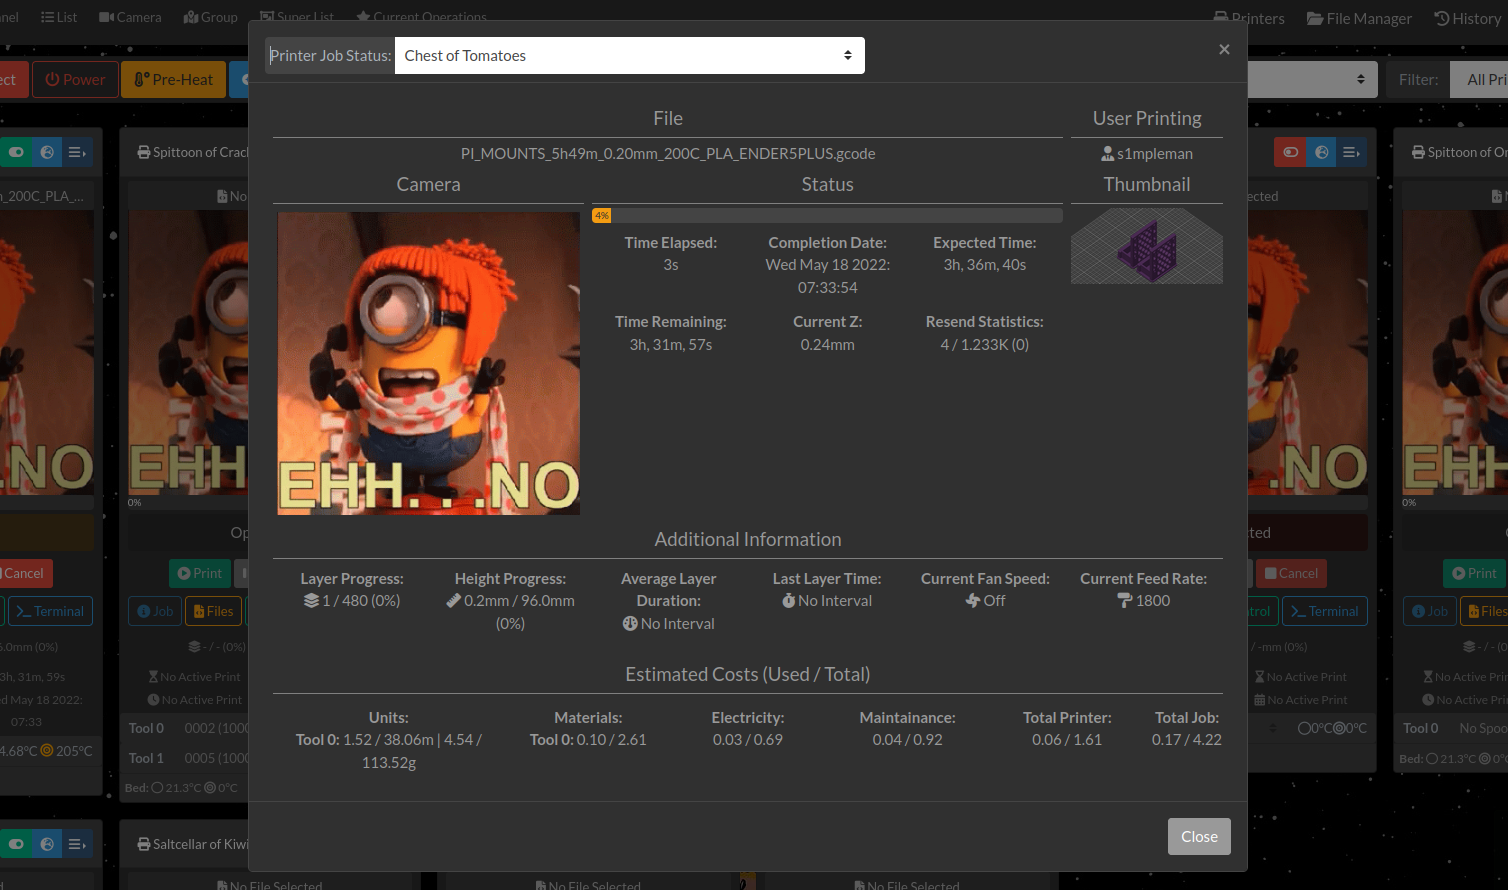 nel List Camera Group Super List Current Operations Printers File Manager History
Printer Job Status: Chest of Tomatoes ×
ect Power Pre-Heat Filter: All Pri
File User Printing
Spittoon of Crac Spittoon of Or
PI_MOUNTS_5h49m_0.20mm_200C_PLA_ENDER5PLUS.gcode s1mpleman
Camera Status Thumbnail
_200C_PLA_... No ected
4%
Time Elapsed: Completion Date: Expected Time:
3s Wed May 18 2022: 3h, 36m, 40s
07:33:54
Time Remaining: Current Z: Resend Statistics:
3h, 31m, 57s 0.24mm 4 / 1.233K (0)
.NO EHH EHH. . .NO .NO EHH. . .
0% 0%
Op Additional Information ted
Cancel Print Layer Progress: Height Progress: Average Layer Last Layer Time: Current Fan Speed: Current Feed Rate: Cancel Print
1 / 480 (0%) 0.2mm / 96.0mm Duration: No Interval Off 1800
Terminal Job Files (0%) No Interval trol Terminal Job Files
6.0mm (0%) - / - (0%) / -mm (0%) - / - (0
3h, 31m, 59s No Active Print Estimated Costs (Used / Total) No Active Print No Active Print
d May 18 2022: No Active Print No Active Print No Active Print
07:33
Units: Materials: Electricity: Maintainance: Total Printer: Total Job:
Tool 0 0002 (1000 Tool 0: 1.52 / 38.06m | 4.54 / Tool 0: 0.10 / 2.61 0.03 / 0.69 0.04 / 0.92 0.06 / 1.61 0.17 / 4.22 0°C 0°C Tool 0 No Spoo
4.68°C 205°C Tool 1 0005 (1000 113.52g Bed: 21.3°C 0°C
Bed: 21.3°C 0°C
Close
Saltcellar of Kiwi
No File Selected No File Selected No File Selected